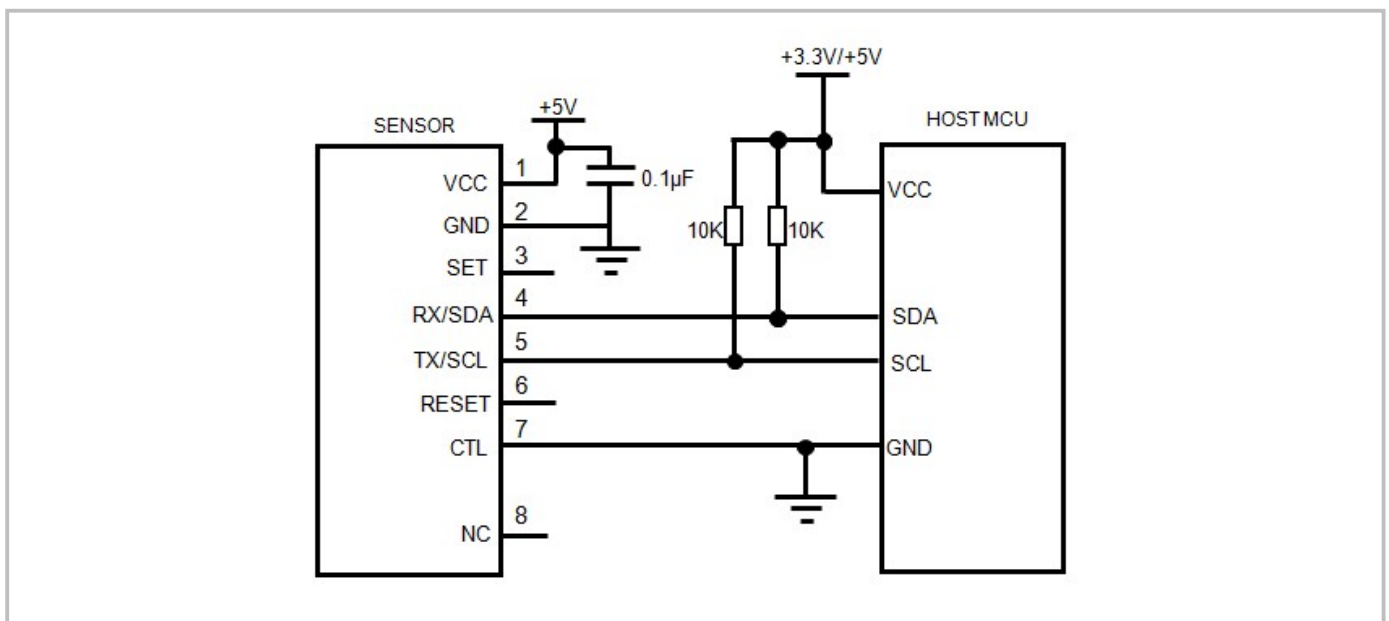 +3.3V/+5V
+5V
SENSOR
HOST MCU
VCC
1
0.1µF
VCC
GND
2
10K
10K
SET
3
RX/SDA
4
SDA
TX/SCL
5
SCL
RESET
6
CTL
7
GND
NC
8